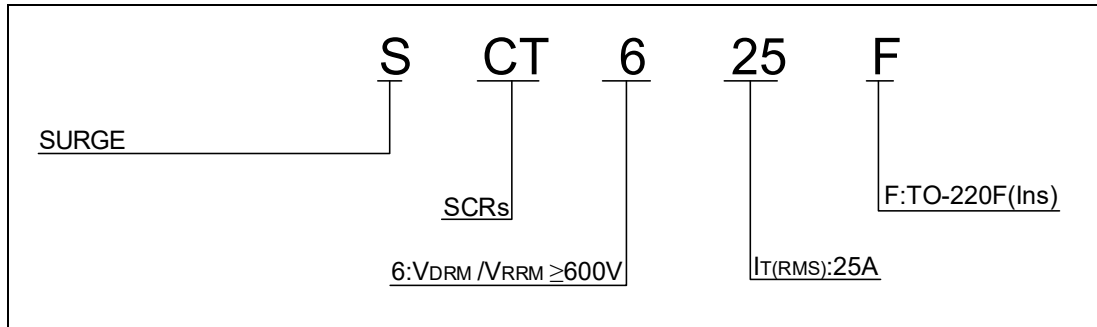 S CT 6 25 F
SURGE
F:TO-220F(Ins)
SCRs
6:VDRM /VRRM ≥600V
IT(RMS):25A